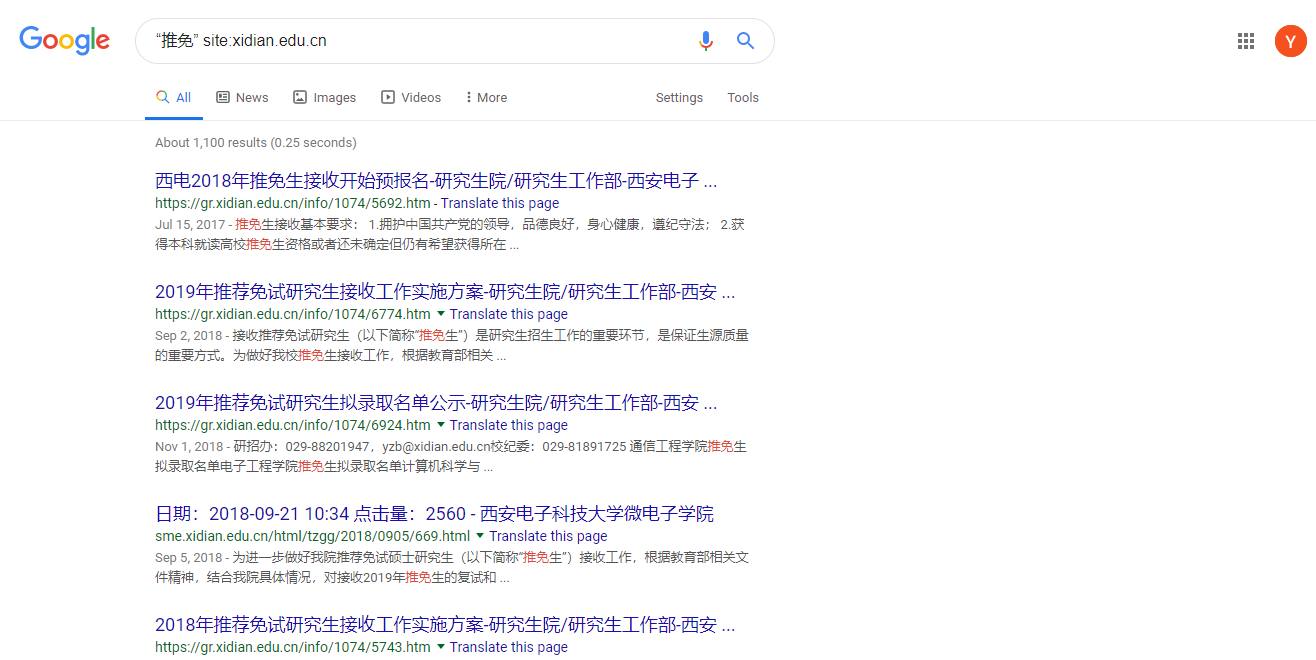 Google
“推免” site:xidian.edu.cn
Y
All News Images Videos More Settings Tools
About 1,100 results (0.25 seconds)
西电2018年推免生接收开始预报名-研究生院/研究生工作部-西安电子 ...
https://gr.xidian.edu.cn/info/1074/5692.htm - Translate this page
Jul 15, 2017 - 推免生接收基本要求： 1.拥护中国共产党的领导，品德良好，身心健康，遵纪守法； 2.获
得本科就读高校推免生资格或者还未确定但仍有希望获得所在 ...
2019年推荐免试研究生接收工作实施方案-研究生院/研究生工作部-西安 ...
https://gr.xidian.edu.cn/info/1074/6774.htm Translate this page
Sep 2, 2018 - 接收推荐免试研究生（以下简称“推免生”）是研究生招生工作的重要环节，是保证生源质量
的重要方式。为做好我校推免生接收工作，根据教育部相关 ...
2019年推荐免试研究生拟录取名单公示-研究生院/研究生工作部-西安 ...
https://gr.xidian.edu.cn/info/1074/6924.htm Translate this page
Nov 1, 2018 - 研招办：029-88201947，yzb@xidian.edu.cn校纪委：029-81891725 通信工程学院推免生
拟录取名单电子工程学院推免生拟录取名单计算机科学与 ...
日期：2018-09-21 10:34 点击量：2560 - 西安电子科技大学微电子学院
sme.xidian.edu.cn/html/tzgg/2018/0905/669.html Translate this page
Sep 5, 2018 - 为进一步做好我院推荐免试硕士研究生（以下简称“推免生”）接收工作，根据教育部相关文
件精神，结合我院具体情况，对接收2019年推免生的复试和 ...
2018年推荐免试研究生接收工作实施方案-研究生院/研究生工作部-西安 ...
https://gr.xidian.edu.cn/info/1074/5743.htm Translate this page